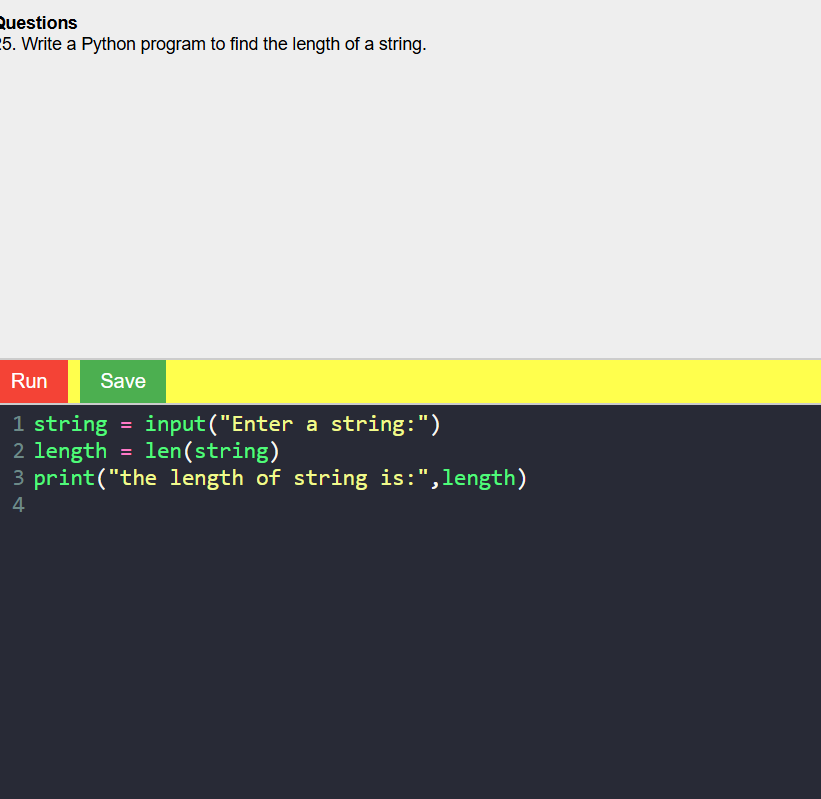 Questions
25. Write a Python program to find the length of a string.
Run Save
1 string = input("Enter a string:")
2 length = len(string)
3 print("the length of string is:",length)
4